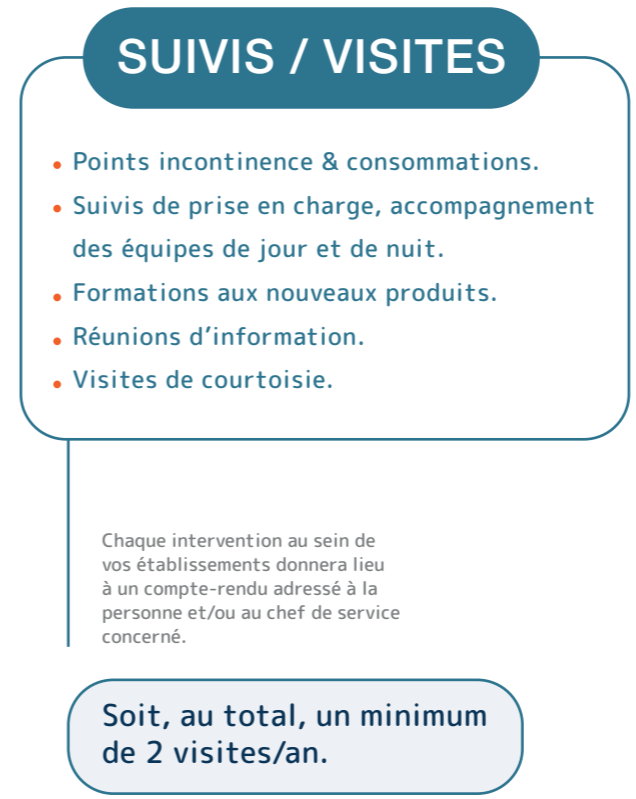 SUIVIS / VISITES
• Points incontinence & consommations.
• Suivis de prise en charge, accompagnement
des équipes de jour et de nuit.
• Formations aux nouveaux produits.
• Réunions d’information.
• Visites de courtoisie.
Chaque intervention au sein de
vos établissements donnera lieu
à un compte-rendu adressé à la
personne et/ou au chef de service
concerné.
Soit, au total, un minimum
de 2 visites/an.